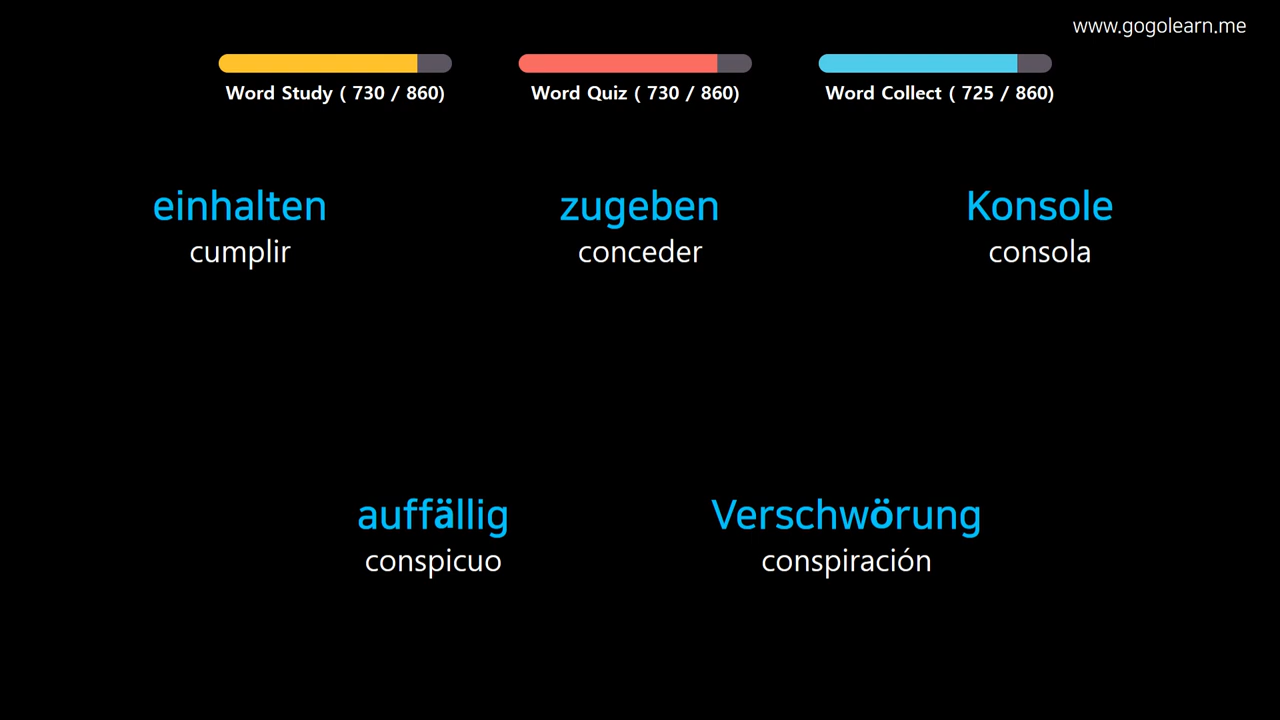 www.gogolearn.me
Word Study ( 730 / 860)
Word Quiz ( 730 / 860)
Word Collect ( 725 / 860)
einhalten
cumplir
zugeben
conceder
Konsole
consola
auffällig
conspicuo
Verschwörung
conspiración